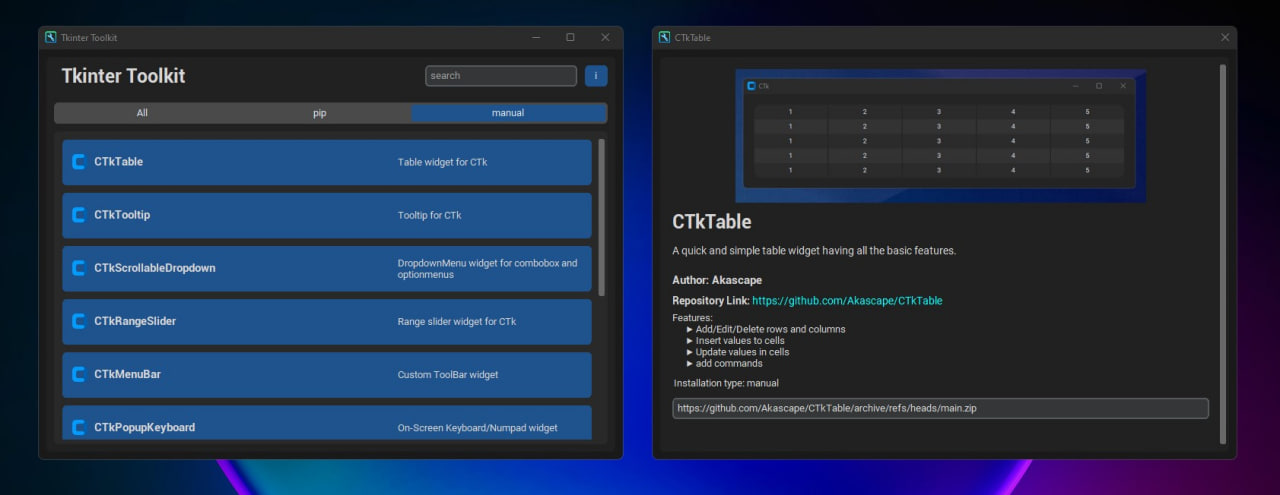 Tkinter Toolkit
Tkinter Toolkit
search
i
All
pip
manual
CTkTable
Table widget for CTk
CTkTooltip
Tooltip for CTk
CTkScrollableDropdown
DropdownMenu widget for combobox and
optionmenus
CTkRangeSlider
Range slider widget for CTk
CTkMenuBar
Custom ToolBar widget
CTkPopupKeyboard
On-Screen Keyboard/Numpad widget
CTkTable
CTk
1 2 3 4 5
1 2 3 4 5
1 2 3 4 5
1 2 3 4 5
1 2 3 4 5
CTkTable
A quick and simple table widget having all the basic features.
Author: Akascape
Repository Link: https://github.com/Akascape/CTkTable
Features:
► Add/Edit/Delete rows and columns
► Insert values to cells
► Update values in cells
► add commands
Installation type: manual
https://github.com/Akascape/CTkTable/archive/refs/heads/main.zip